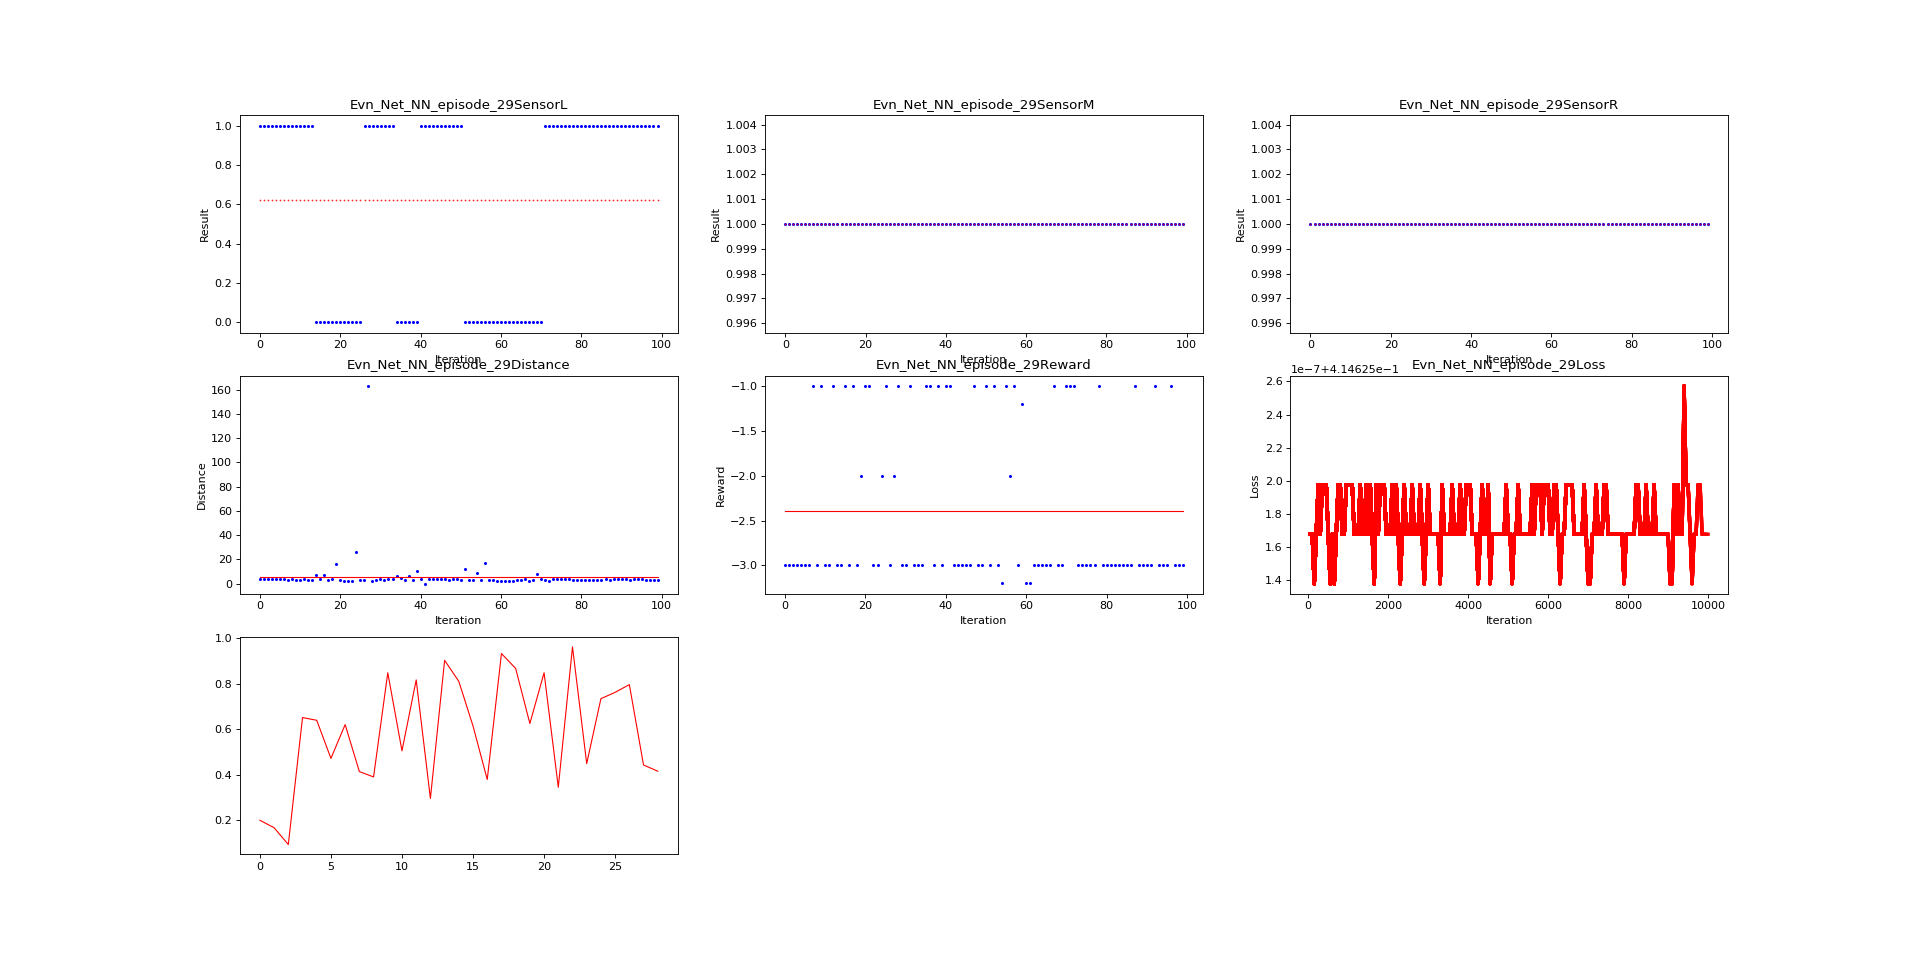 Evn_Net_NN_episode_29SensorL
Result
1.0
0.8
0.6
0.4
0.2
0.0
0 20 40 60 80 100
Iteration
Evn_Net_NN_episode_29SensorM
Result
1.004
1.003
1.002
1.001
1.000
0.999
0.998
0.997
0.996
0 20 40 60 80 100
Iteration
Evn_Net_NN_episode_29SensorR
Result
1.004
1.003
1.002
1.001
1.000
0.999
0.998
0.997
0.996
0 20 40 60 80 100
Iteration
Evn_Net_NN_episode_29Distance
Distance
160
140
120
100
80
60
40
20
0
0 20 40 60 80 100
Iteration
Evn_Net_NN_episode_29Reward
Reward
−1.0
−1.5
−2.0
−2.5
−3.0
0 20 40 60 80 100
Iteration
Evn_Net_NN_episode_29Loss
1e−7+4.14625e−1
Loss
2.6
2.4
2.2
2.0
1.8
1.6
1.4
0 2000 4000 6000 8000 10000
Iteration
1.0
0.8
0.6
0.4
0.2
0 5 10 15 20 25